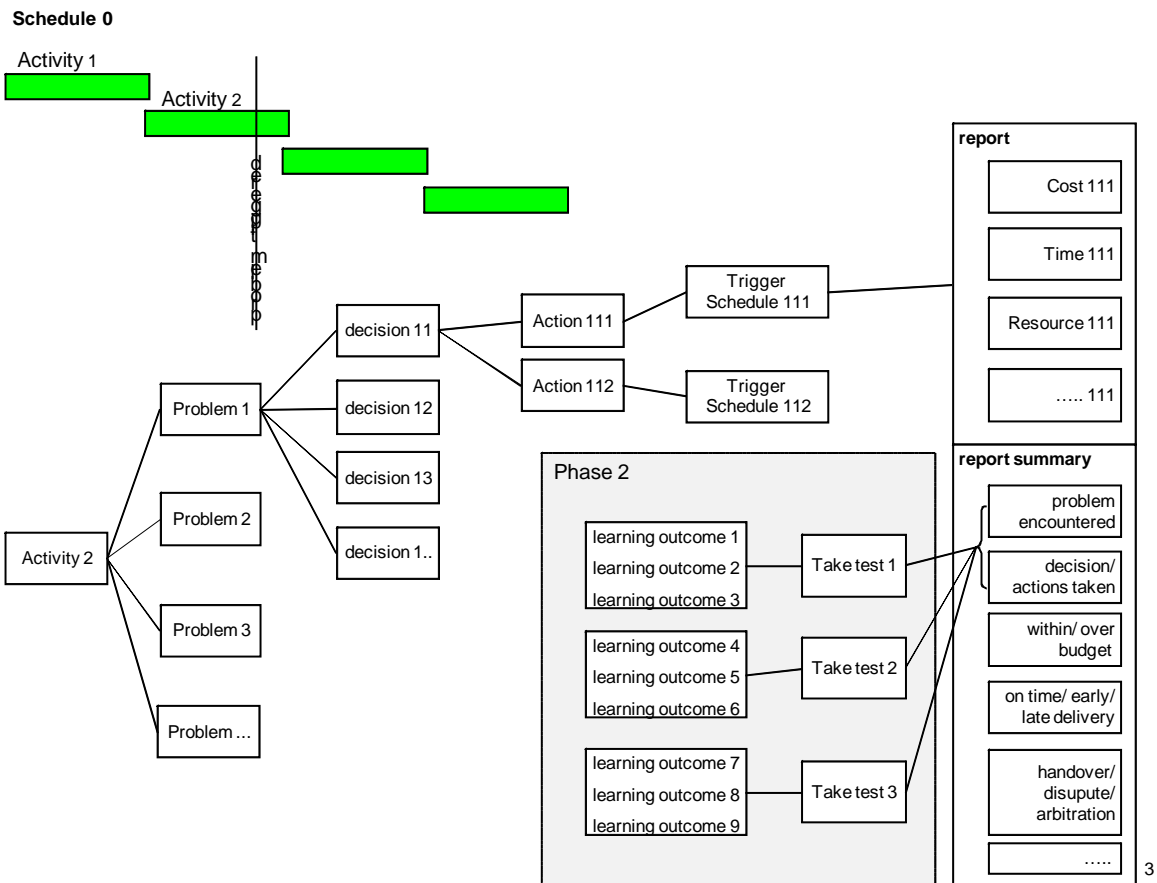 Schedule 0
Activity 1
Activity 2
problem
report
Cost 111
Time 111
Resource 111
….. 111
Trigger
Schedule 111
Action 111
decision 11
Action 112
Trigger
Schedule 112
Problem 1
decision 12
decision 13
decision 1..
Problem 2
Activity 2
Problem 3
Problem ...
Phase 2
learning outcome 1
learning outcome 2
learning outcome 3
Take test 1
learning outcome 4
learning outcome 5
learning outcome 6
Take test 2
learning outcome 7
learning outcome 8
learning outcome 9
Take test 3
report summary
problem
encountered
decision/
actions taken
within/ over
budget
on time/ early/
late delivery
handover/
disupute/
arbitration
…..
3